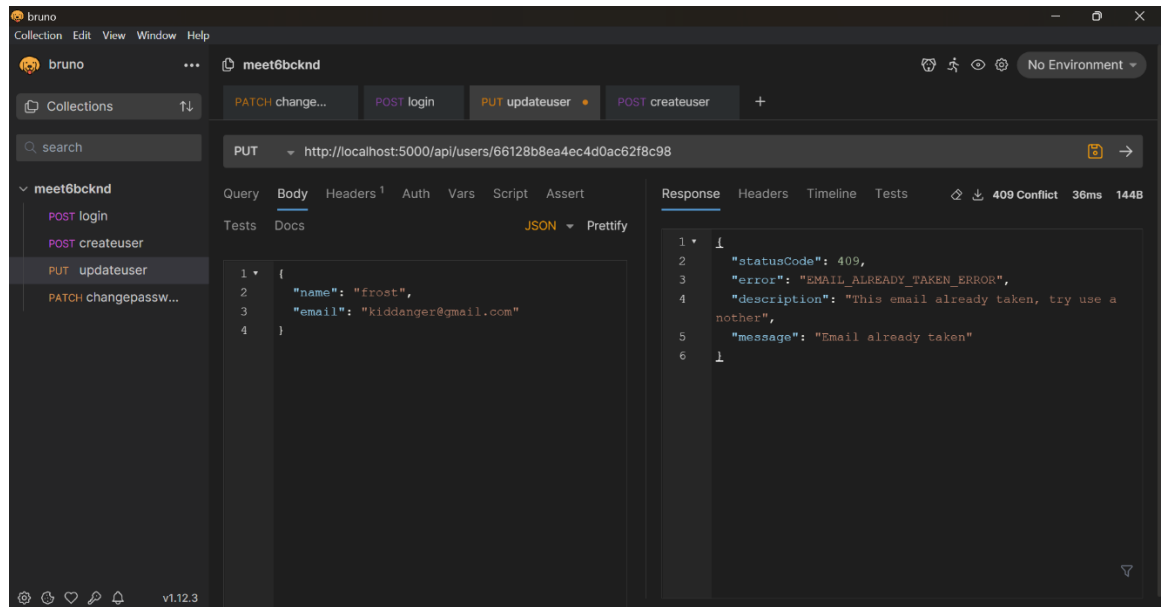 bruno
Collection Edit View Window Help
bruno ...
meet6bcknd
No Environment
Collections
PATCH change...
POST login
PUT updateuser
POST createuser
+
search
PUT
http://localhost:5000/api/users/66128b8ea4ec4d0ac62f8c98
meet6bcknd
POST login
POST createuser
PUT updateuser
PATCH changepassw...
Query Body Headers 1 Auth Vars Script Assert
Tests Docs
JSON Prettify
1 {
2 "name": "frost",
3 "email": "kiddanger@gmail.com"
4 }
Response Headers Timeline Tests
409 Conflict 36ms 144B
1 {
2 "statusCode": 409,
3 "error": "EMAIL_ALREADY_TAKEN_ERROR",
4 "description": "This email already taken, try use a
nother",
5 "message": "Email already taken"
6 }
v1.12.3